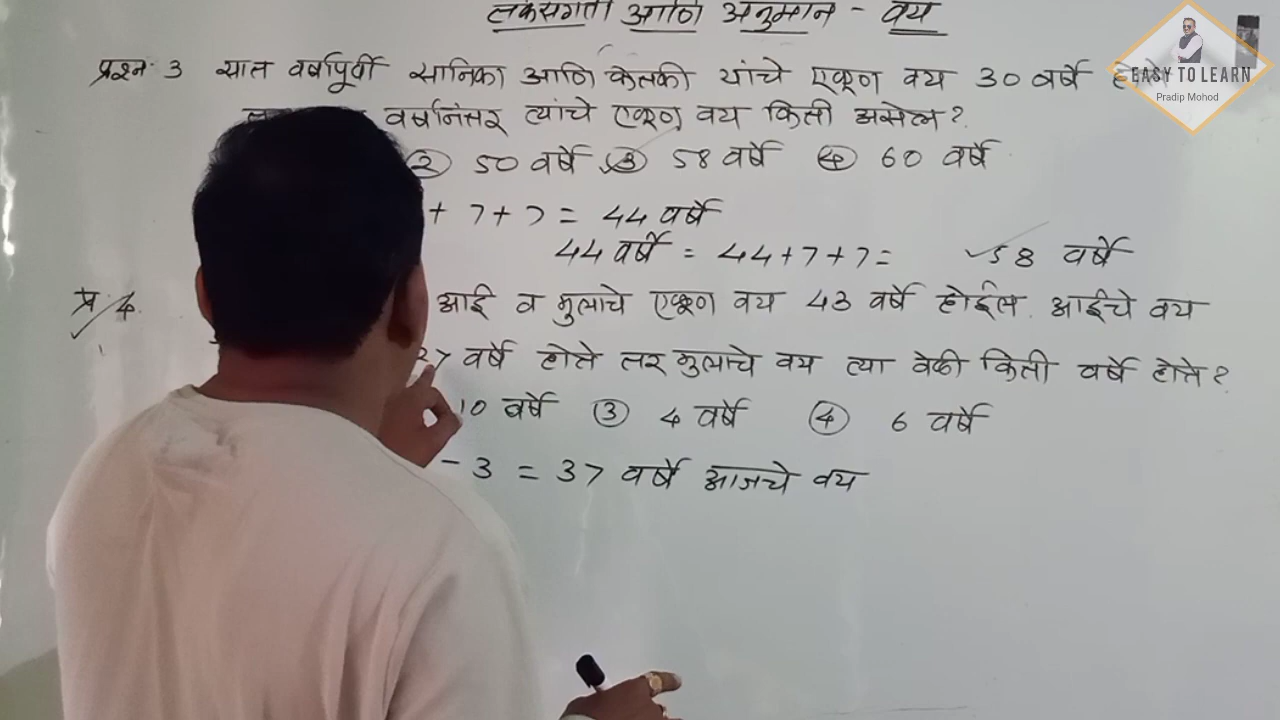 तर्कसंगती आणि अनुमान - वय
प्रश्न 3 सात वर्षापूर्वी सानिका आणि केतकी यांचे एकूण वय 30 वर्षे होते
वर्षानंतर त्यांचे एकूण वय किती असेल?
② 50 वर्षे ③ 58 वर्षे ④ 60 वर्षे
+ 7+7 = 44 वर्षे
44 वर्षे = 44+7+7= 58 वर्षे
प्र 4 आई व मुलाचे एकूण वय 43 वर्षे होईल. आईचे वय
27 वर्षे होते तर मुलाचे वय त्या वेळी किती वर्षे होते?
10 वर्षे ③ 4 वर्षे ④ 6 वर्षे
- 3 = 37 वर्षे आजचे वय
EASY TO LEARN
Pradip Mohod